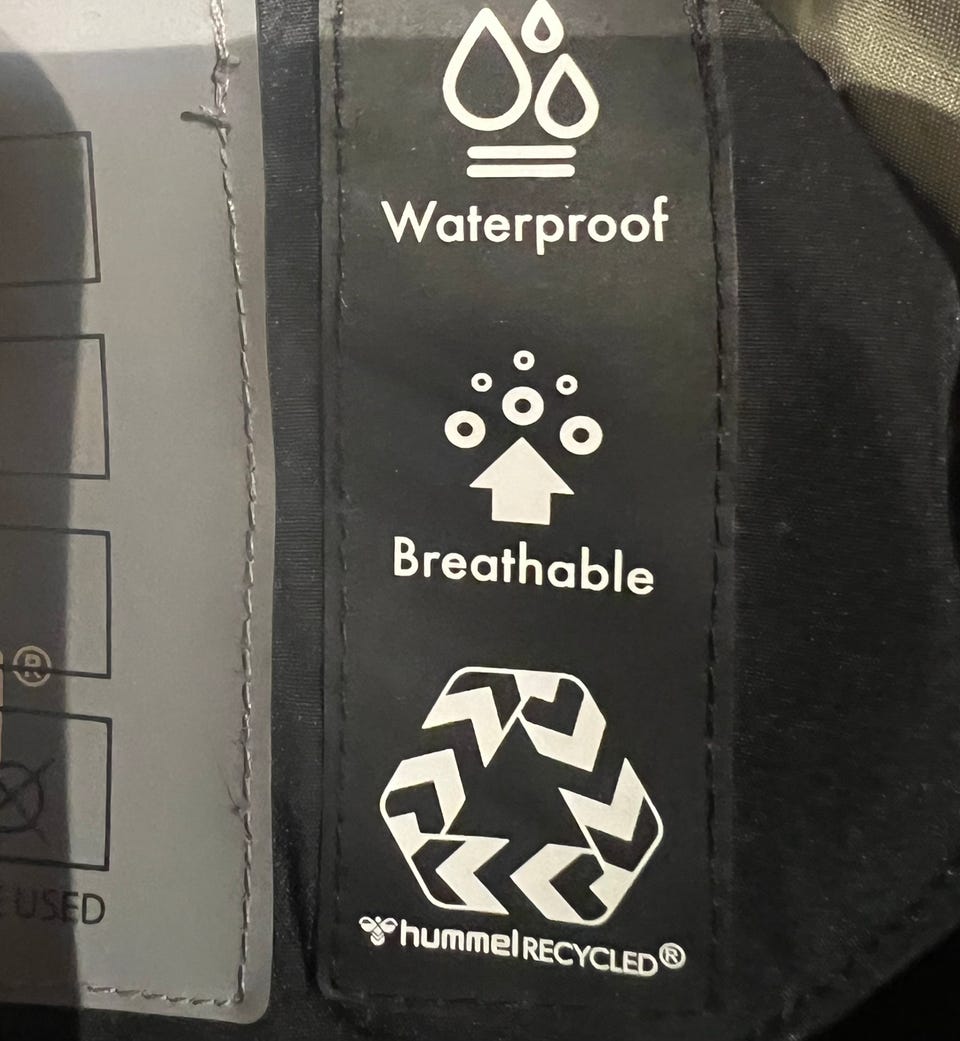 Waterproof
Breathable
®
USED
hummel RECYCLED®